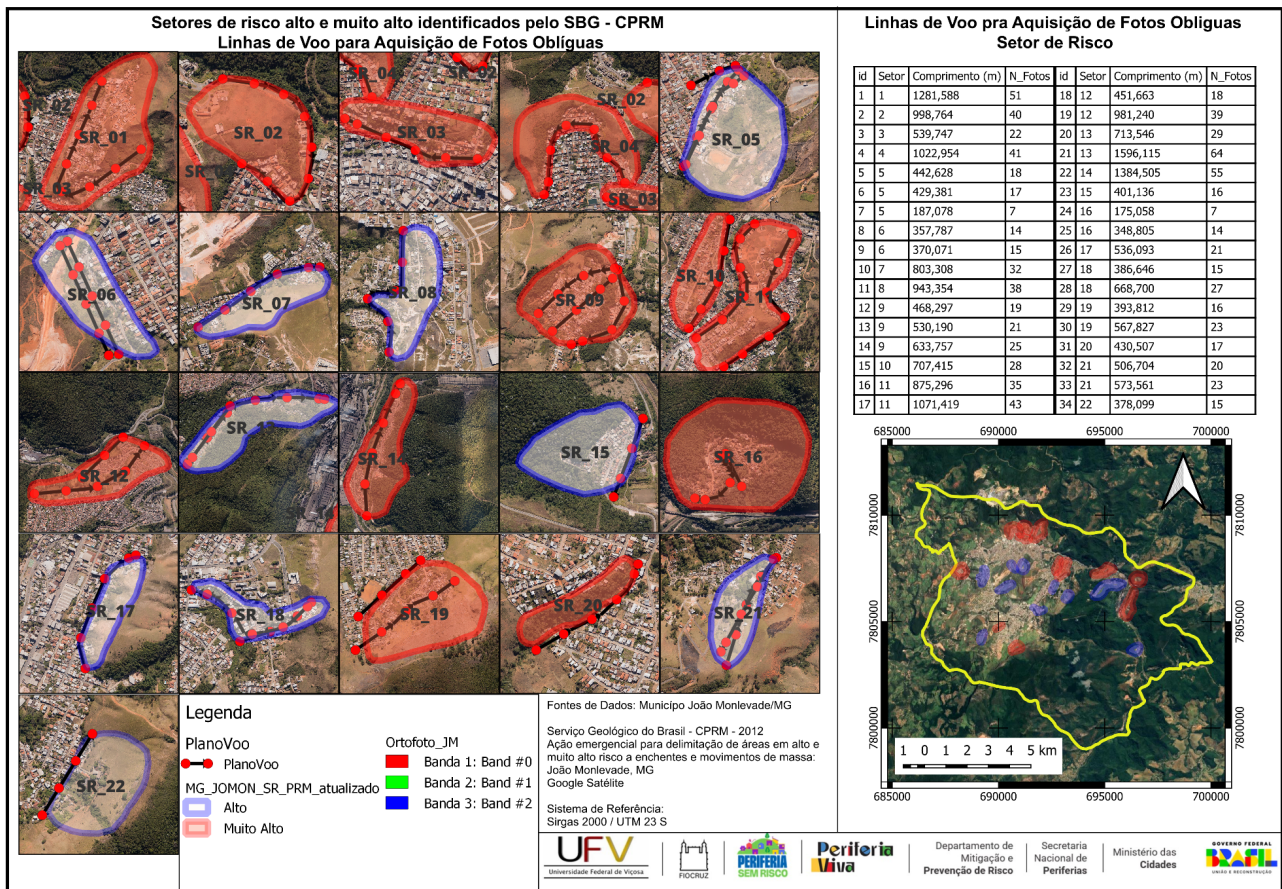 Setores de risco alto e muito alto identificados pelo SBG - CPRM
Linhas de Voo para Aquisição de Fotos Oblíguas
SR_02
SR_01
SR_03
SR_02
SR_04
SR_02
SR_03
SR_02
SR_04
SR_03
SR_05
SR_06
SR_07
SR_08
SR_09
SR_10
SR_1
SR_12
SR_1
SR_14
SR_15
SR_16
SR_17
SR_18
SR_19
SR_20
SR_21
SR_22
Legenda
PlanoVoo
PlanoVoo
MG_JOMON_SR_PRM_atualizado
Alto
Muito Alto
Ortofoto_JM
Banda 1: Band #0
Banda 2: Band #1
Banda 3: Band #2
Fontes de Dados: Município João Monlevade/MG
Serviço Geológico do Brasil - CPRM - 2012
Ação emergencial para delimitação de áreas em alto e
muito alto risco a enchentes e movimentos de massa:
João Monlevade, MG
Google Satélite
Sistema de Referência:
Sirgas 2000 / UTM 23 S
Linhas de Voo pra Aquisição de Fotos Obliguas
Setor de Risco
id Setor Comprimento (m) N_Fotos id Setor Comprimento (m) N_Fotos
1 1 1281,588 51 18 12 451,663 18
2 2 998,764 40 19 12 981,240 39
3 3 539,747 22 20 13 713,546 29
4 4 1022,954 41 21 13 1596,115 64
5 5 442,628 18 22 14 1384,505 55
6 5 429,381 17 23 15 401,136 16
7 5 187,078 7 24 16 175,058 7
8 6 357,787 14 25 16 348,805 14
9 6 370,071 15 26 17 536,093 21
10 7 803,308 32 27 18 386,646 15
11 8 943,354 38 28 18 668,700 27
12 9 468,297 19 29 19 393,812 16
13 9 530,190 21 30 19 567,827 23
14 9 633,757 25 31 20 430,507 17
15 10 707,415 28 32 21 506,704 20
16 11 875,296 35 33 21 573,561 23
17 11 1071,419 43 34 22 378,099 15
685000 690000 695000 700000
7810000 7810000
7805000 7805000
7800000 7800000
1 0 1 2 3 4 5 km
685000 690000 695000 700000
UFV
Universidade Federal de Viçosa
FIOCRUZ
PERIFERIA
SEM RISCO
Periferia
Viva
Departamento de
Mitigação e
Prevenção de Risco
Secretaria
Nacional de
Periferias
Ministério das
Cidades
GOVERNO FEDERAL
BRASIL
UNIÃO E RECONSTRUÇÃO